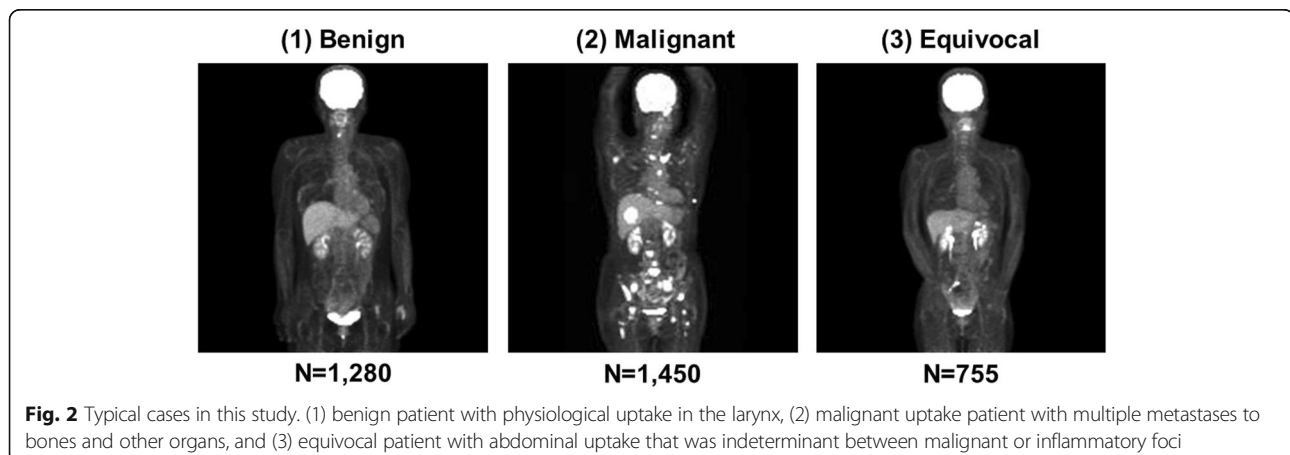 (1) Benign
(2) Malignant
(3) Equivocal
N=1,280
N=1,450
N=755
Fig. 2 Typical cases in this study. (1) benign patient with physiological uptake in the larynx, (2) malignant uptake patient with multiple metastases to
bones and other organs, and (3) equivocal patient with abdominal uptake that was indeterminant between malignant or inflammatory foci